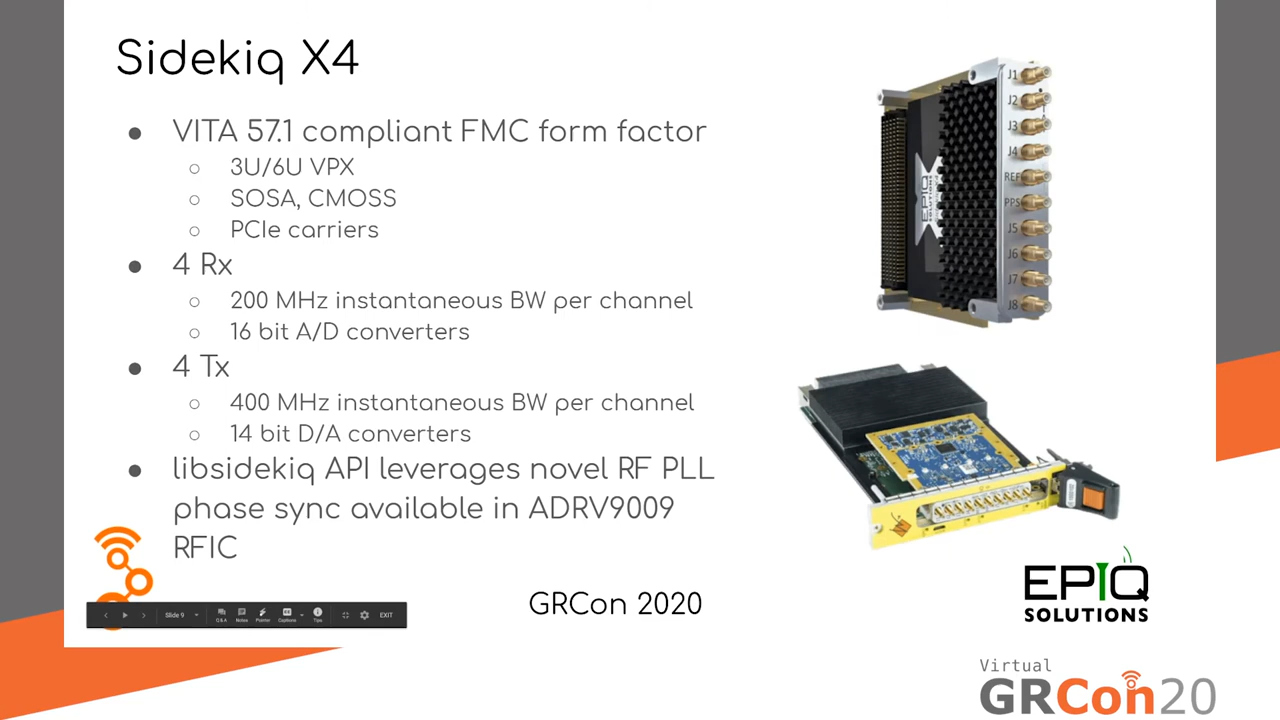 Sidekiq X4
● VITA 57.1 compliant FMC form factor
○ 3U/6U VPX
○ SOSA, CMOSS
○ PCIe carriers
● 4 Rx
○ 200 MHz instantaneous BW per channel
○ 16 bit A/D converters
● 4 Tx
○ 400 MHz instantaneous BW per channel
○ 14 bit D/A converters
● libsidekiq API leverages novel RF PLL
phase sync available in ADRV9009
RFIC
J1
J2
J3
J4
REF
PPS
J5
J6
J7
J8
EPIQ
SOLUTIONS
Slide 9
Q&A
Notes
Pointer
Captions
Tips
EXIT
GRCon 2020
EPIQ
SOLUTIONS
Virtual
GRCon20